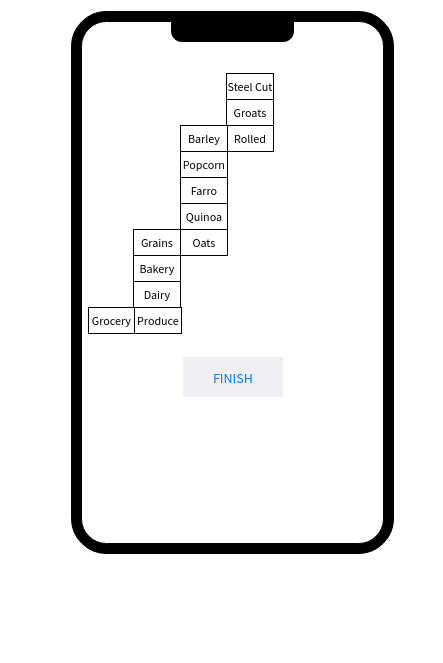 Steel Cut
Groats
Barley Rolled
Popcorn
Farro
Quinoa
Grains Oats
Bakery
Dairy
Grocery Produce
FINISH